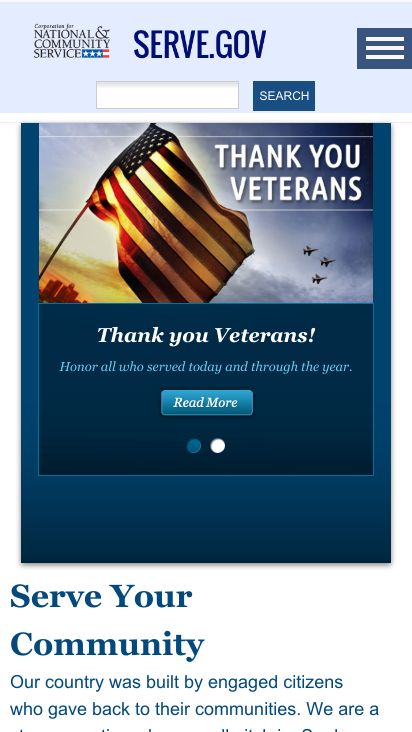 Corporation for
NATIONAL &
COMMUNITY
SERVICE
SERVE.GOV
SEARCH
THANK YOU
VETERANS
Thank you Veterans!
Honor all who served today and through the year.
Read More
Serve Your
Community
Our country was built by engaged citizens
who gave back to their communities. We are a